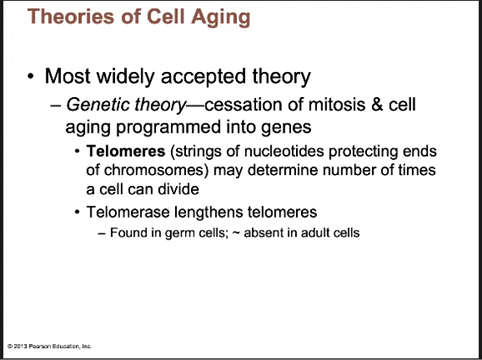 Theories of Cell Aging
• Most widely accepted theory
– Genetic theory—cessation of mitosis & cell
aging programmed into genes
• Telomeres (strings of nucleotides protecting ends
of chromosomes) may determine number of times
a cell can divide
• Telomerase lengthens telomeres
– Found in germ cells; ~ absent in adult cells
© 2013 Pearson Education, Inc.